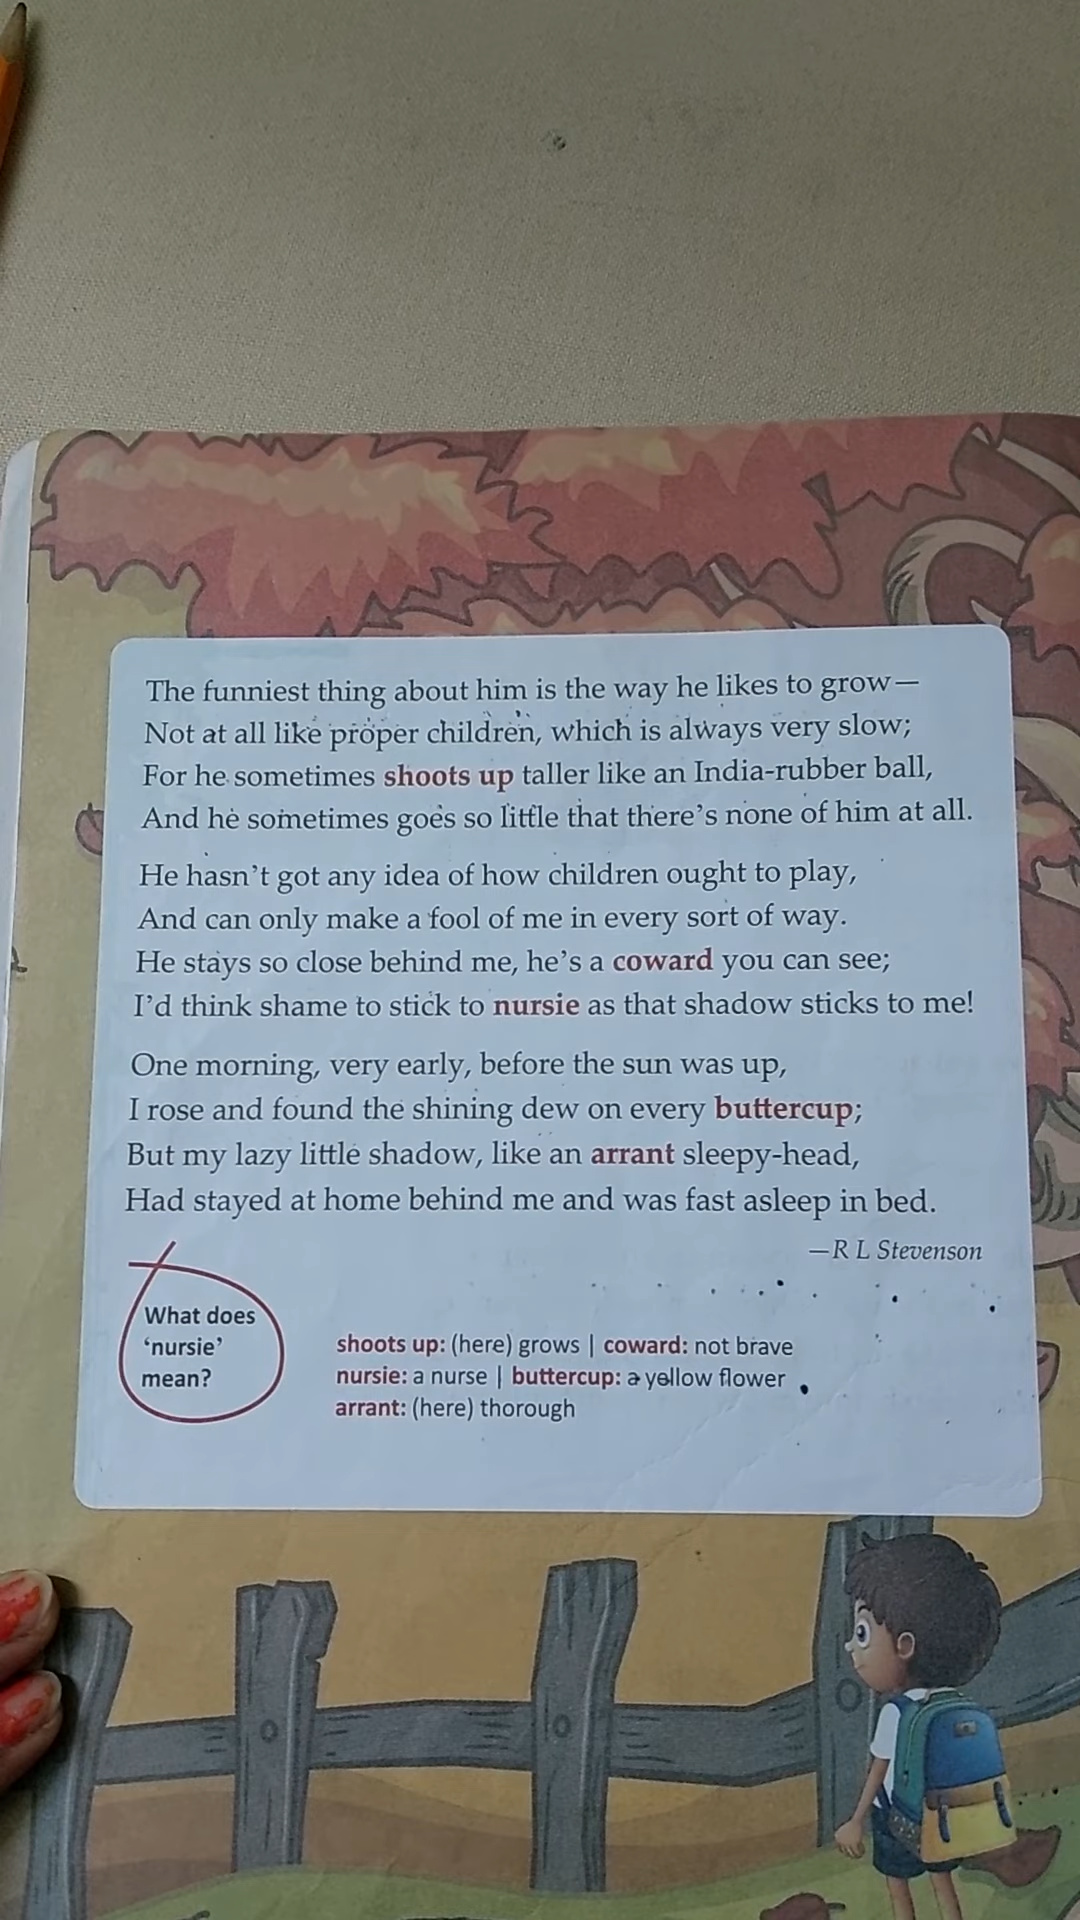 The funniest thing about him is the way he likes to grow—
Not at all like proper children, which is always very slow;
For he sometimes shoots up taller like an India-rubber ball,
And he sometimes goes so little that there's none of him at all.
He hasn't got any idea of how children ought to play,
And can only make a fool of me in every sort of way.
He stays so close behind me, he's a coward you can see;
I'd think shame to stick to nursie as that shadow sticks to me!
One morning, very early, before the sun was up,
I rose and found the shining dew on every buttercup;
But my lazy little shadow, like an arrant sleepy-head,
Had stayed at home behind me and was fast asleep in bed.
—R L Stevenson
What does
'nursie'
mean?
shoots up: (here) grows | coward: not brave
nursie: a nurse | buttercup: a yellow flower
arrant: (here) thorough